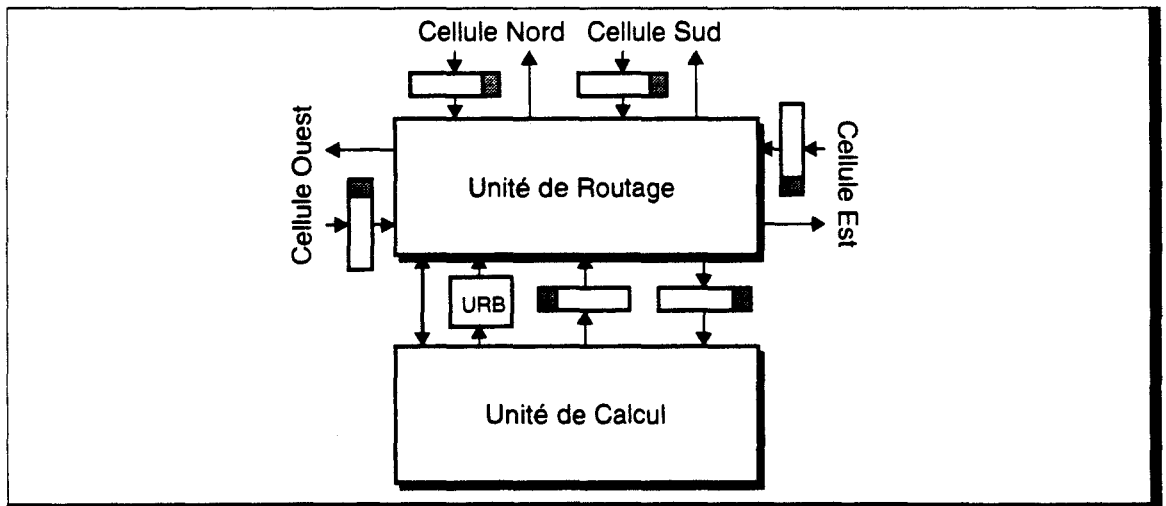 Cellule Nord
Cellule Sud
Cellule Ouest
Unité de Routage
Cellule Est
URB
Unité de Calcul